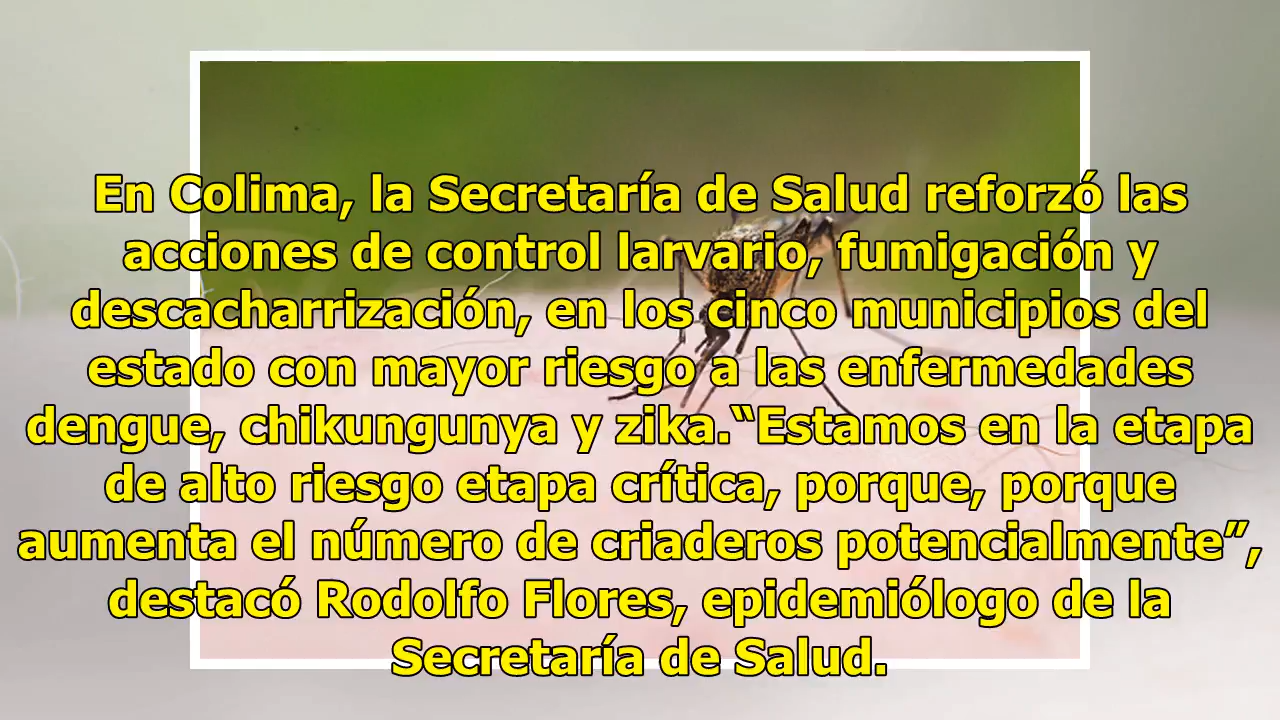 En Colima, la Secretaría de Salud reforzó las
acciones de control larvario, fumigación y
descacharrización, en los cinco municipios del
estado con mayor riesgo a las enfermedades
dengue, chikungunya y zika.“Estamos en la etapa
de alto riesgo etapa crítica, porque, porque
aumenta el número de criaderos potencialmente”,
destacó Rodolfo Flores, epidemiólogo de la
Secretaría de Salud.